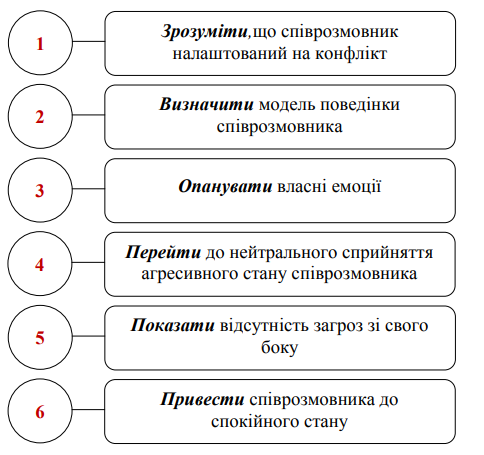 1
Зрозуміти,що співрозмовник
налаштований на конфлікт
2
Визначити модель поведінки
співрозмовника
3
Опанувати власні емоції
4
Перейти до нейтрального сприйняття
агресивного стану співрозмовника
5
Показати відсутність загроз зі свого
боку
6
Привести співрозмовника до
спокійного стану